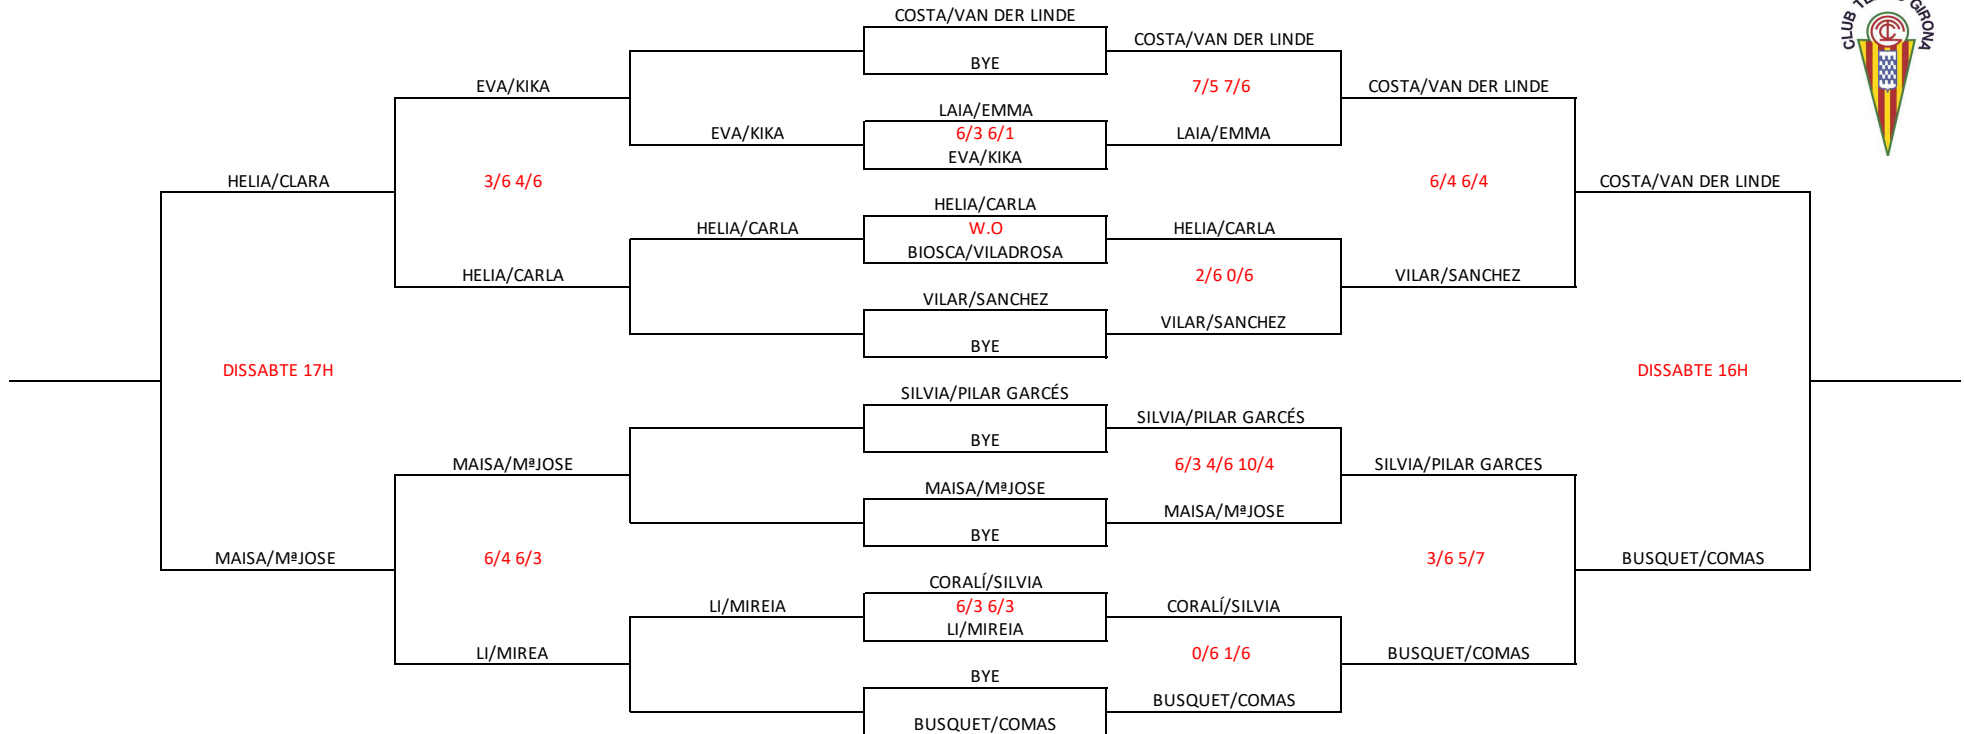 COSTA/VAN DER LINDE
CLUB TENNIS GIRONA
COSTA/VAN DER LINDE
BYE
EVA/KIKA
7/5 7/6
COSTA/VAN DER LINDE
LAIA/EMMA
EVA/KIKA
6/3 6/1
LAIA/EMMA
EVA/KIKA
HELIA/CLARA
3/6 4/6
6/4 6/4
COSTA/VAN DER LINDE
HELIA/CARLA
HELIA/CARLA
W.O
HELIA/CARLA
BIOSCA/VILADROSA
HELIA/CARLA
2/6 0/6
VILAR/SANCHEZ
VILAR/SANCHEZ
VILAR/SANCHEZ
BYE
DISSABTE 17H
DISSABTE 16H
SILVIA/PILAR GARCÉS
SILVIA/PILAR GARCÉS
BYE
MAISA/MªJOSE
6/3 4/6 10/4
SILVIA/PILAR GARCES
MAISA/MªJOSE
MAISA/MªJOSE
BYE
MAISA/MªJOSE
6/4 6/3
3/6 5/7
BUSQUET/COMAS
CORALÍ/SILVIA
LI/MIREIA
6/3 6/3
CORALÍ/SILVIA
LI/MIREIA
LI/MIREA
0/6 1/6
BUSQUET/COMAS
BYE
BUSQUET/COMAS
BUSQUET/COMAS